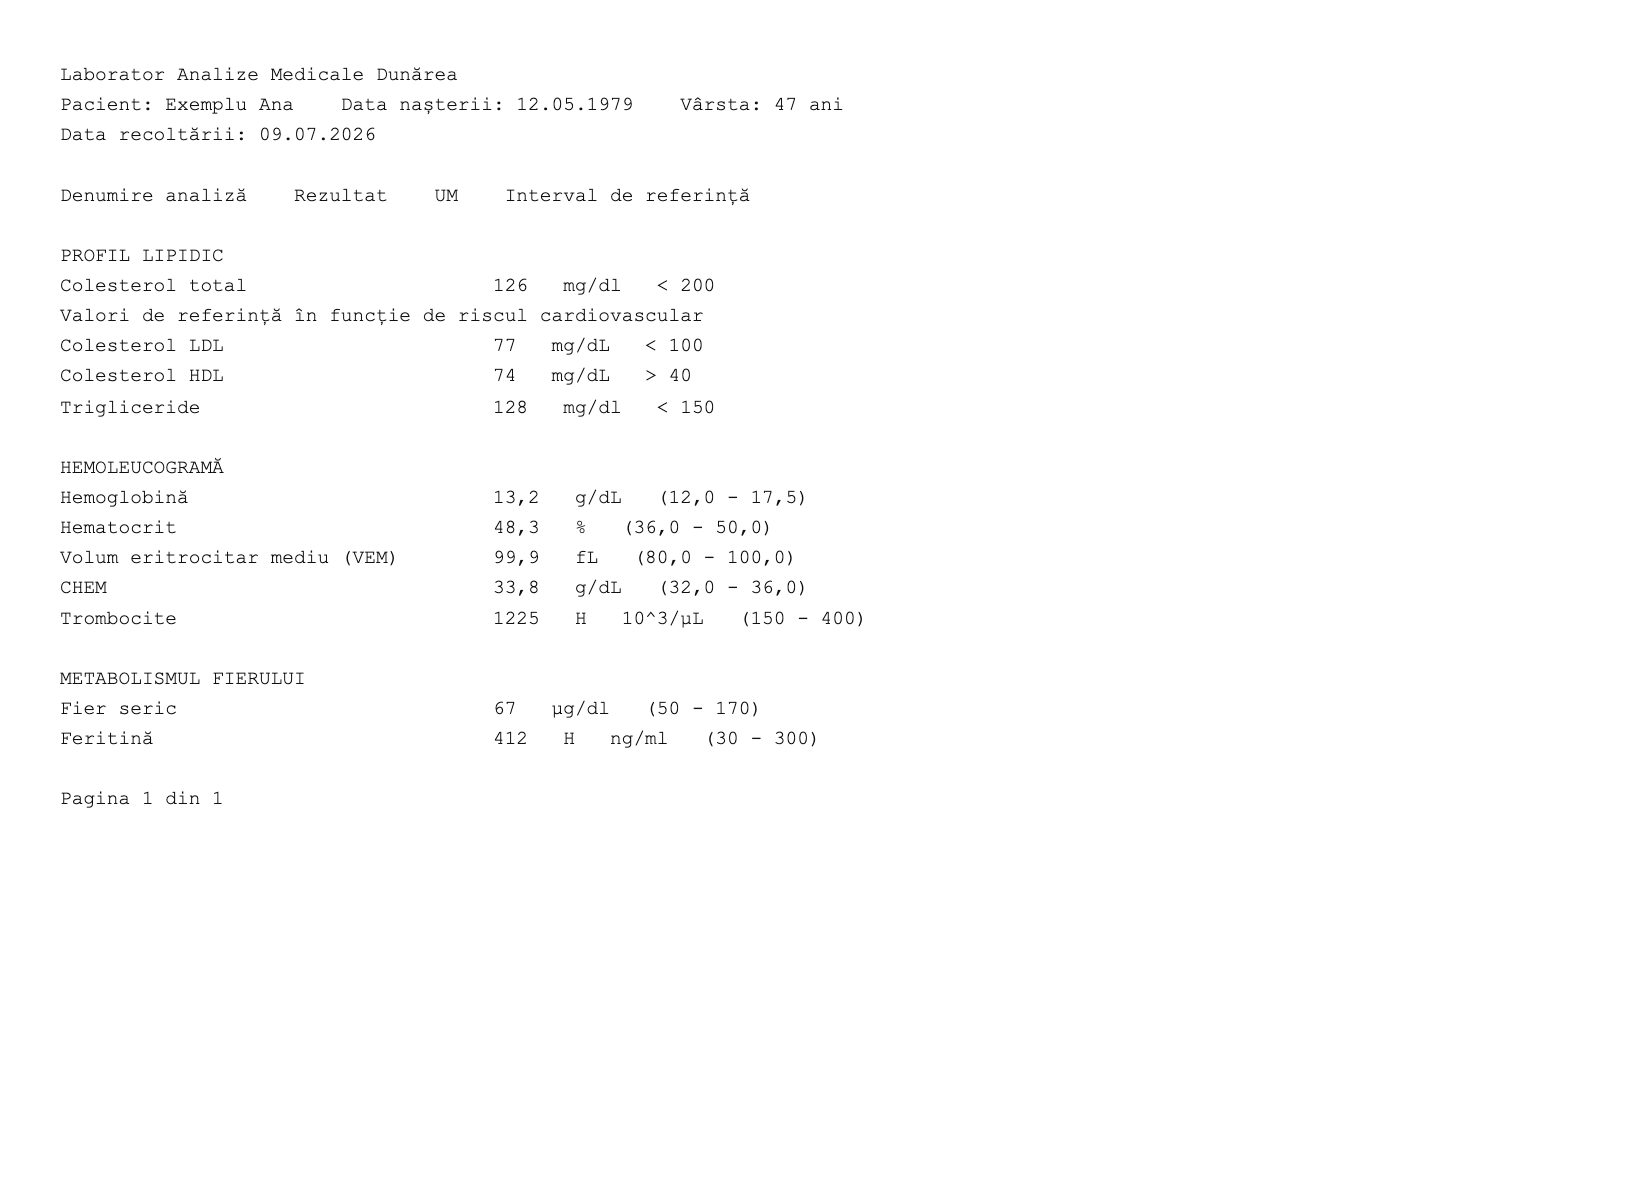 Laborator Analize Medicale Dunărea
Pacient: Exemplu Ana    Data nașterii: 12.05.1979    Vârsta: 47 ani
Data recoltării: 09.07.2026
Denumire analiză    Rezultat    UM    Interval de referință
PROFIL LIPIDIC
Colesterol total    126   mg/dl   < 200
Valori de referință în funcție de riscul cardiovascular
Colesterol LDL    77   mg/dL   < 100
Colesterol HDL    74   mg/dL   > 40
Trigliceride    128   mg/dl   < 150
HEMOLEUCOGRAMĂ
Hemoglobină    13,2   g/dL   (12,0 - 17,5)
Hematocrit    48,3   %   (36,0 - 50,0)
Volum eritrocitar mediu (VEM)    99,9   fL   (80,0 - 100,0)
CHEM    33,8   g/dL   (32,0 - 36,0)
Trombocite    1225   H   10^3/µL   (150 - 400)
METABOLISMUL FIERULUI
Fier seric    67   µg/dl   (50 - 170)
Feritină    412   H   ng/ml   (30 - 300)
Pagina 1 din 1